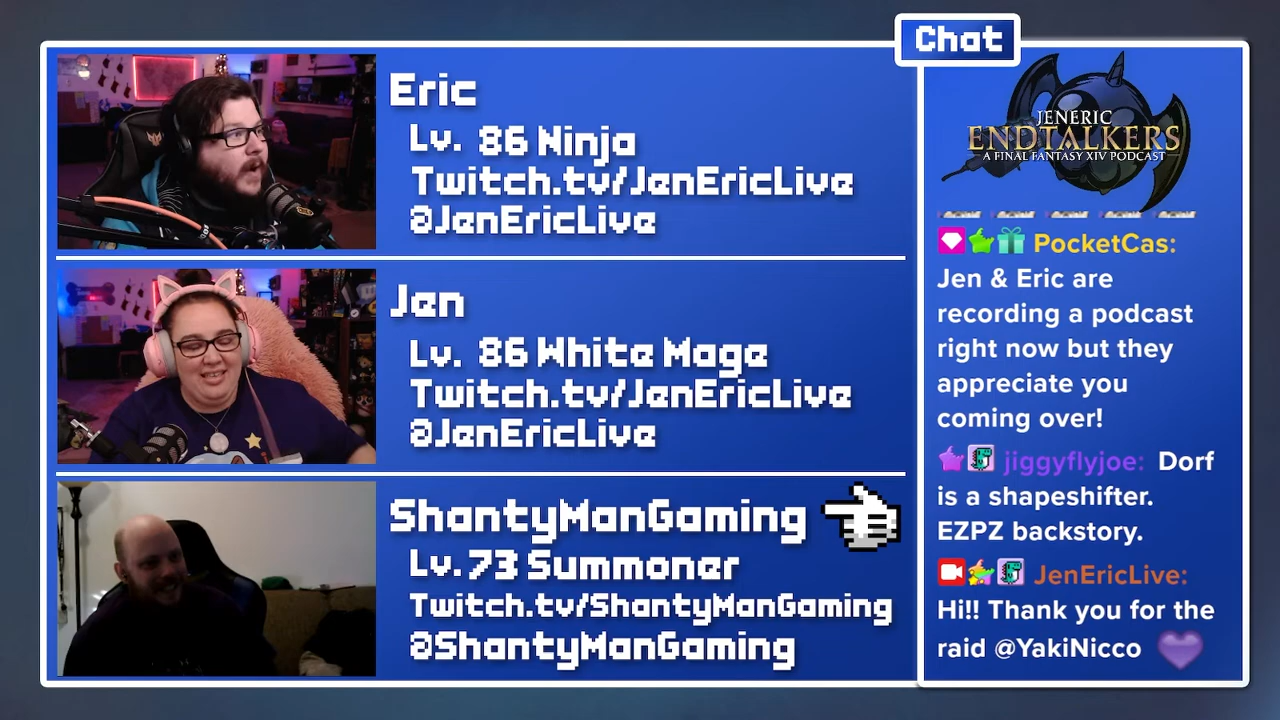 Eric
Lv. 86 Ninja
Twitch.tv/JenEricLive
@JenEricLive
Jen
Lv. 86 White Mage
Twitch.tv/JenEricLive
@JenEricLive
ShantyManGaming
Lv. 73 Summoner
Twitch.tv/ShantyManGaming
@ShantyManGaming
Chat
JENERIC
ENDTALKERS
A FINAL FANTASY XIV PODCAST
PocketCas:
Jen & Eric are
recording a podcast
right now but they
appreciate you
coming over!
jiggyflyjoe: Dorf
is a shapeshifter.
EZPZ backstory.
JenEricLive:
Hi!! Thank you for the
raid @YakiNicco